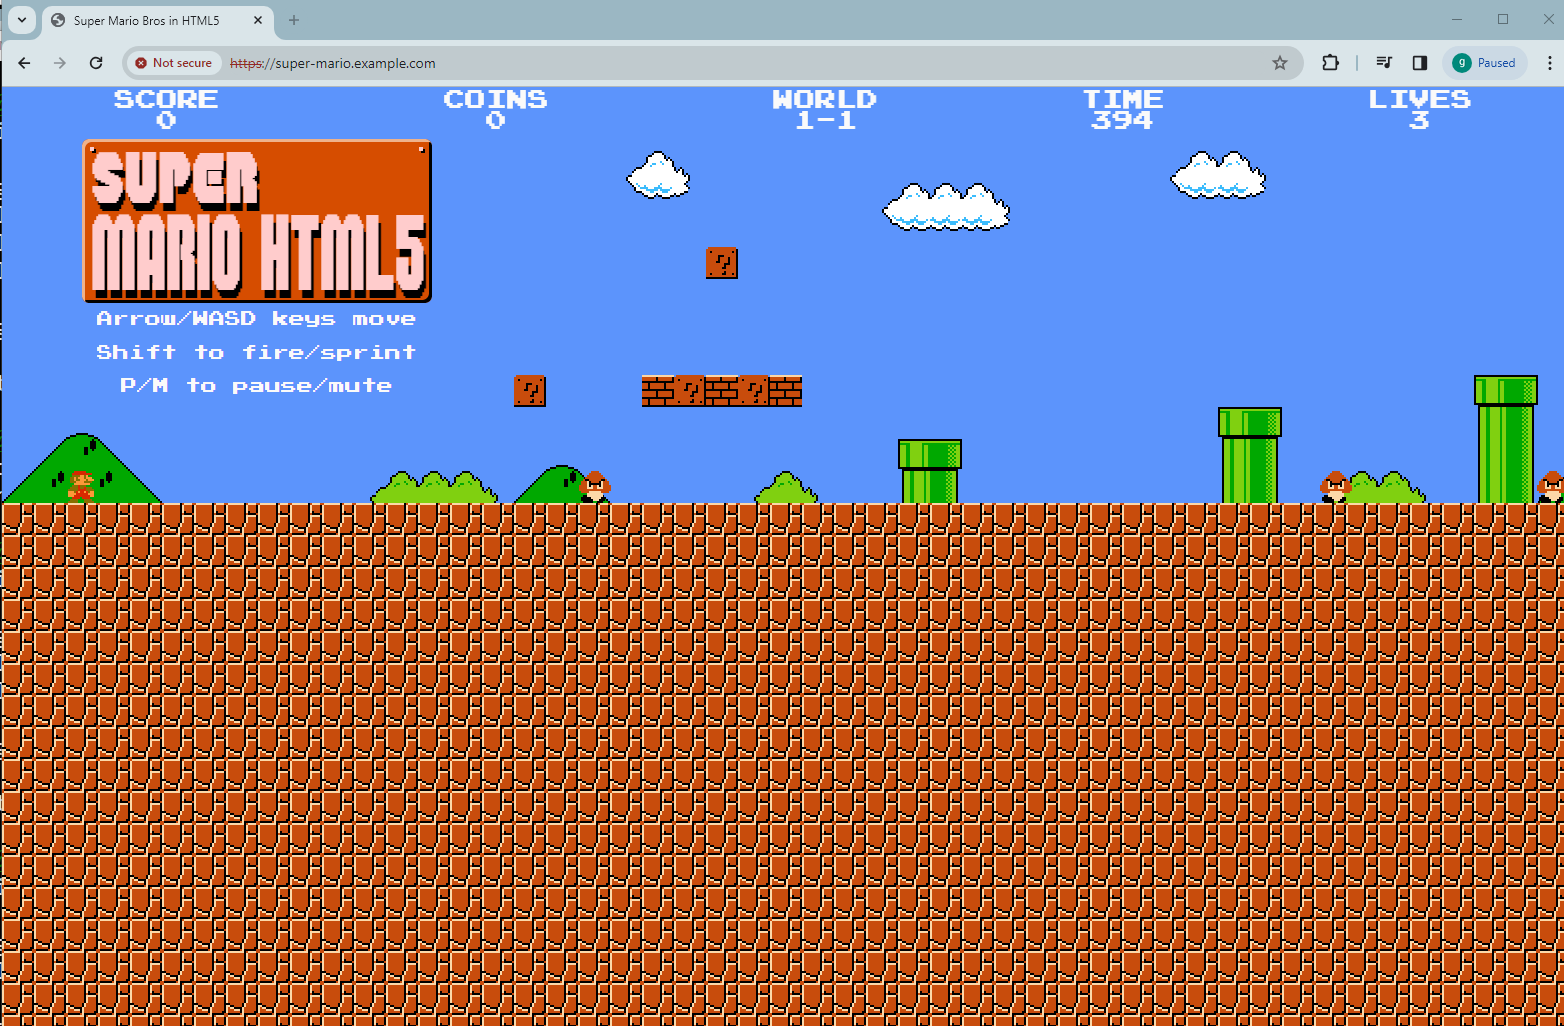 Super Mario Bros in HTML5
Not secure
https://super-mario.example.com
g
Paused
SCORE
0
COINS
0
WORLD
1-1
TIME
394
LIVES
3
SUPER
MARIO HTML5
Arrow/WASD keys move
Shift to fire/sprint
P/M to pause/mute
?
?
? ?